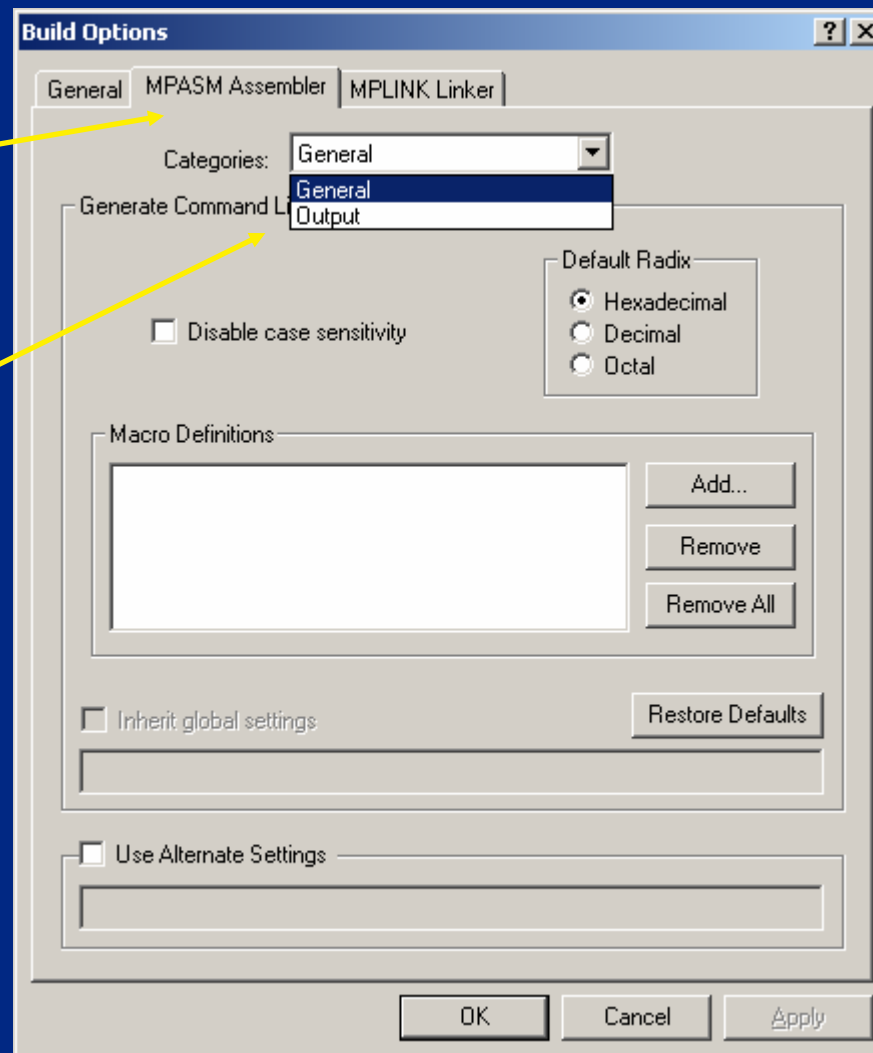 Build Options
General MPASM Assembler MPLINK Linker
Categories: General
General
Output
Generate Command Li
Default Radix
Hexadecimal
Disable case sensitivity
Decimal
Octal
Macro Definitions
Add...
Remove
Remove All
Inherit global settings
Restore Defaults
Use Alternate Settings
OK Cancel Apply